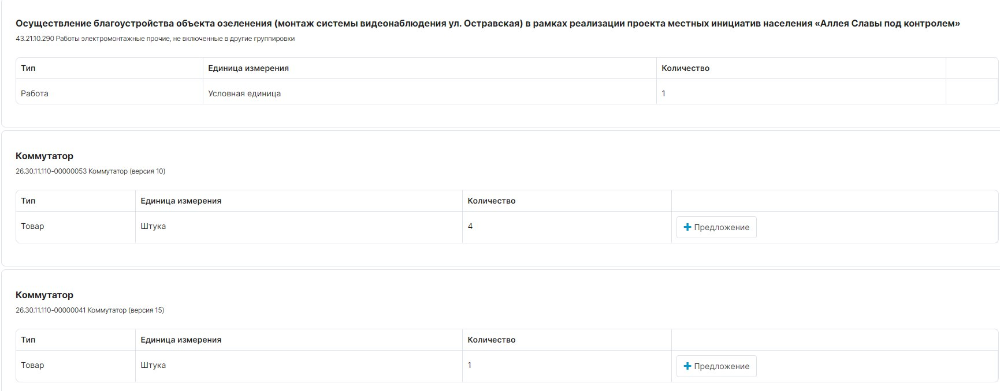 Осуществление благоустройства объекта озеленения (монтаж системы видеонаблюдения ул. Остравская) в рамках реализации проекта местных инициатив населения «Аллея Славы под контролем»
43.21.10.290 Работы электромонтажные прочие, не включенные в другие группировки
Тип Единица измерения Количество
Работа Условная единица 1
Коммутатор
26.30.11.110-00000053 Коммутатор (версия 10)
Тип Единица измерения Количество
Товар Штука 4 + Предложение
Коммутатор
26.30.11.110-00000041 Коммутатор (версия 15)
Тип Единица измерения Количество
Товар Штука 1 + Предложение